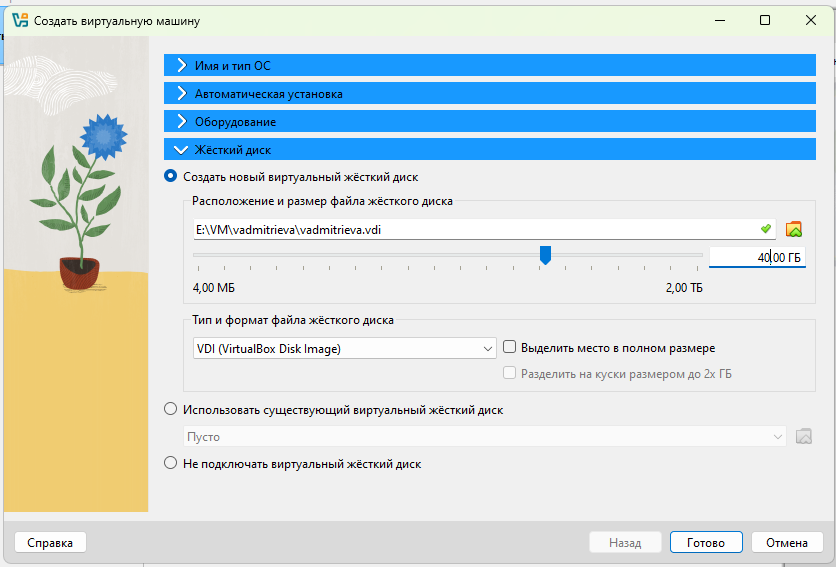 Создать виртуальную машину
Имя и тип ОС
Автоматическая установка
Оборудование
Жёсткий диск
Создать новый виртуальный жёсткий диск
Расположение и размер файла жёсткого диска
E:\VM\vadmitrieva\vadmitrieva.vdi
40,00 ГБ
4,00 МБ 2,00 ТБ
Тип и формат файла жёсткого диска
VDI (VirtualBox Disk Image) Выделить место в полном размере
Разделить на куски размером до 2х ГБ
Использовать существующий виртуальный жёсткий диск
Пусто
Не подключать виртуальный жёсткий диск
Справка Назад Готово Отмена